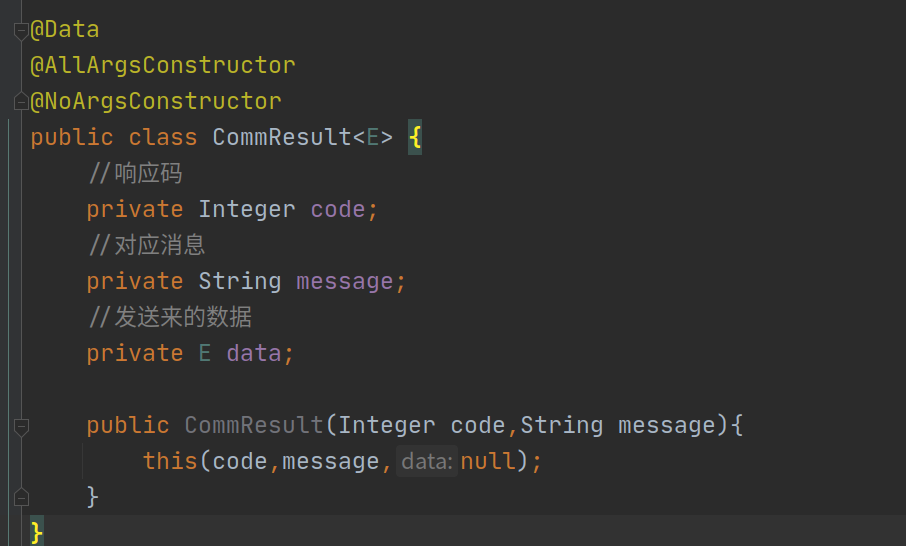 @Data
@AllArgsConstructor
@NoArgsConstructor
public class CommResult<E> {
//响应码
private Integer code;
//对应消息
private String message;
//发送来的数据
private E data;
public CommResult(Integer code,String message){
this(code,message, data: null);
}
}